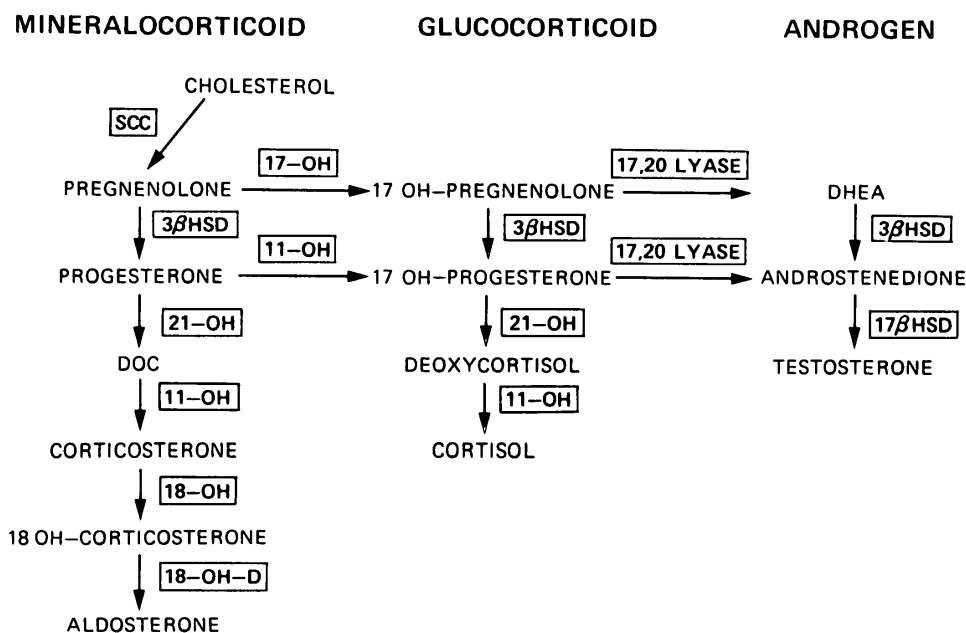 MINERALOCORTICOID GLUCOCORTICOID ANDROGEN
CHOLESTEROL
SCC
17–OH 17,20 LYASE
PREGNENOLONE 17 OH–PREGNENOLONE DHEA
3βHSD 3βHSD 3βHSD
11–OH 17,20 LYASE
PROGESTERONE 17 OH–PROGESTERONE ANDROSTENEDIONE
21–OH 21–OH 17βHSD
DOC DEOXYCORTISOL TESTOSTERONE
11–OH 11–OH
CORTICOSTERONE CORTISOL
18–OH
18 OH–CORTICOSTERONE
18–OH–D
ALDOSTERONE